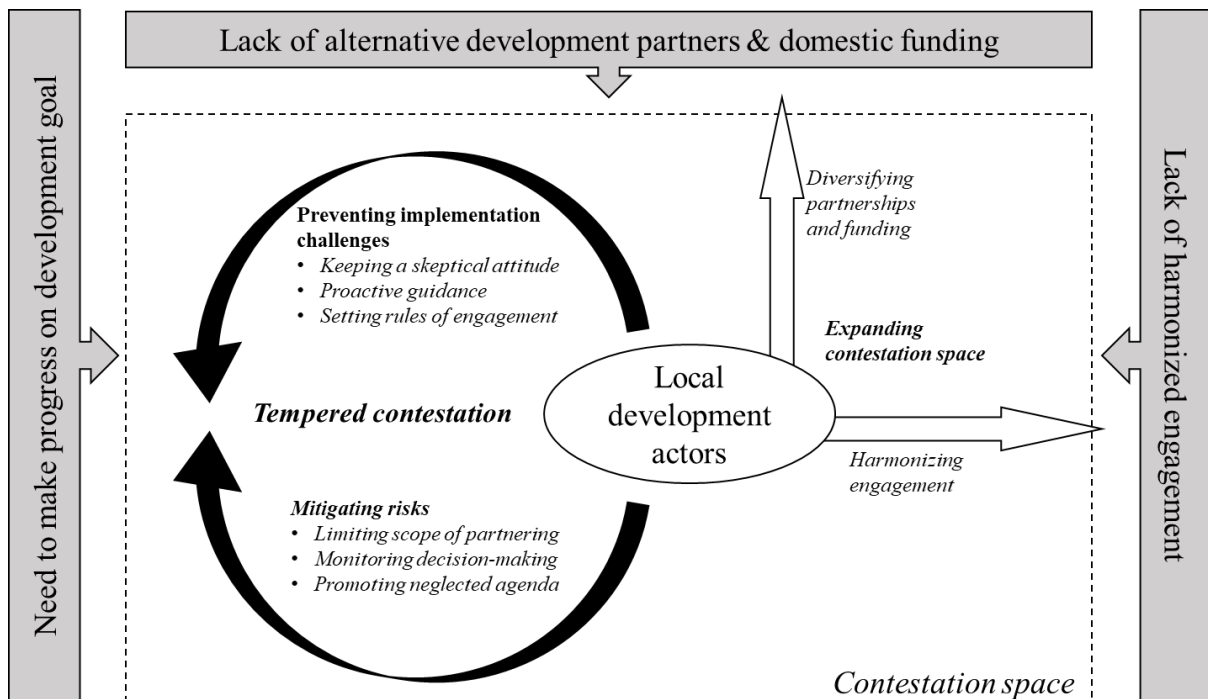 Lack of alternative development partners & domestic funding
Need to make progress on development goal
Lack of harmonized engagement
Preventing implementation
challenges
• Keeping a skeptical attitude
• Proactive guidance
• Setting rules of engagement
Diversifying
partnerships
and funding
Expanding
contestation space
Tempered contestation
Local
development
actors
Harmonizing
engagement
Mitigating risks
• Limiting scope of partnering
• Monitoring decision-making
• Promoting neglected agenda
Contestation space